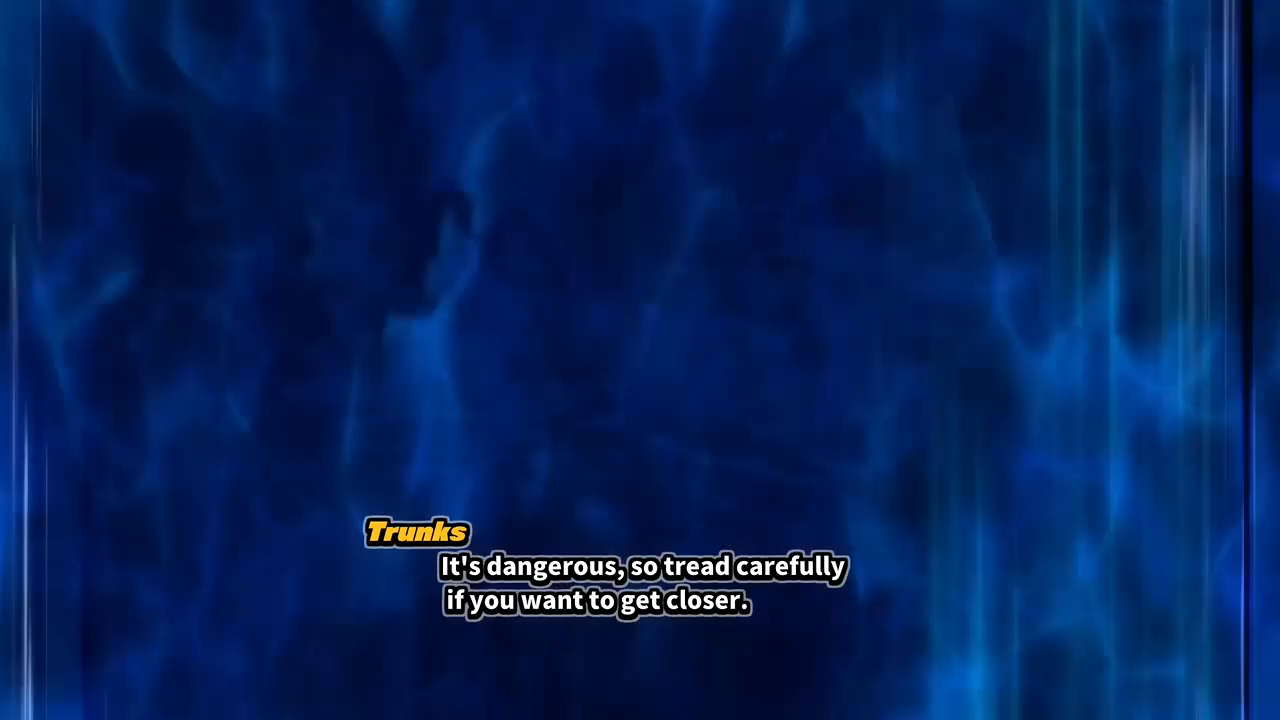 Trunks
It's dangerous, so tread carefully
if you want to get closer.